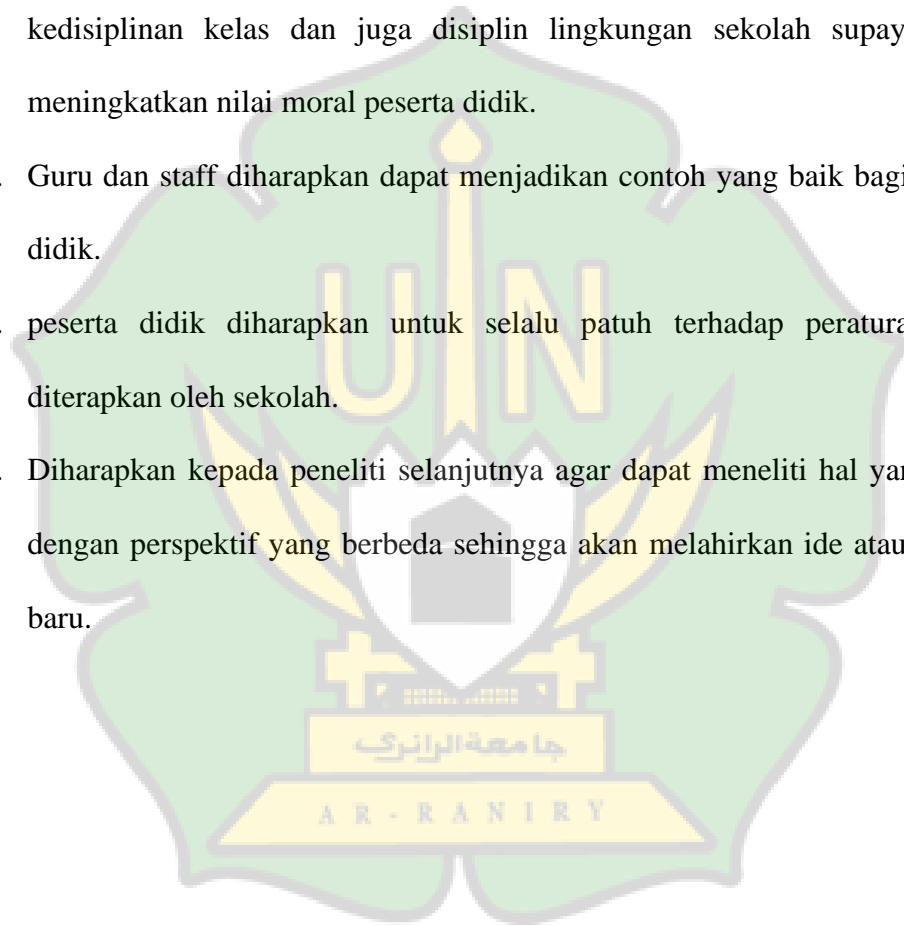 kedisiplinan kelas dan juga disiplin lingkungan sekolah supay
meningkatkan nilai moral peserta didik.
. Guru dan staff diharapkan dapat menjadikan contoh yang baik bagi
didik.
. peserta didik diharapkan untuk selalu patuh terhadap peratura
diterapkan oleh sekolah.
. Diharapkan kepada peneliti selanjutnya agar dapat meneliti hal yan
dengan perspektif yang berbeda sehingga akan melahirkan ide atau
baru.
UIN
جامعة الرانري
AR-RANIRY